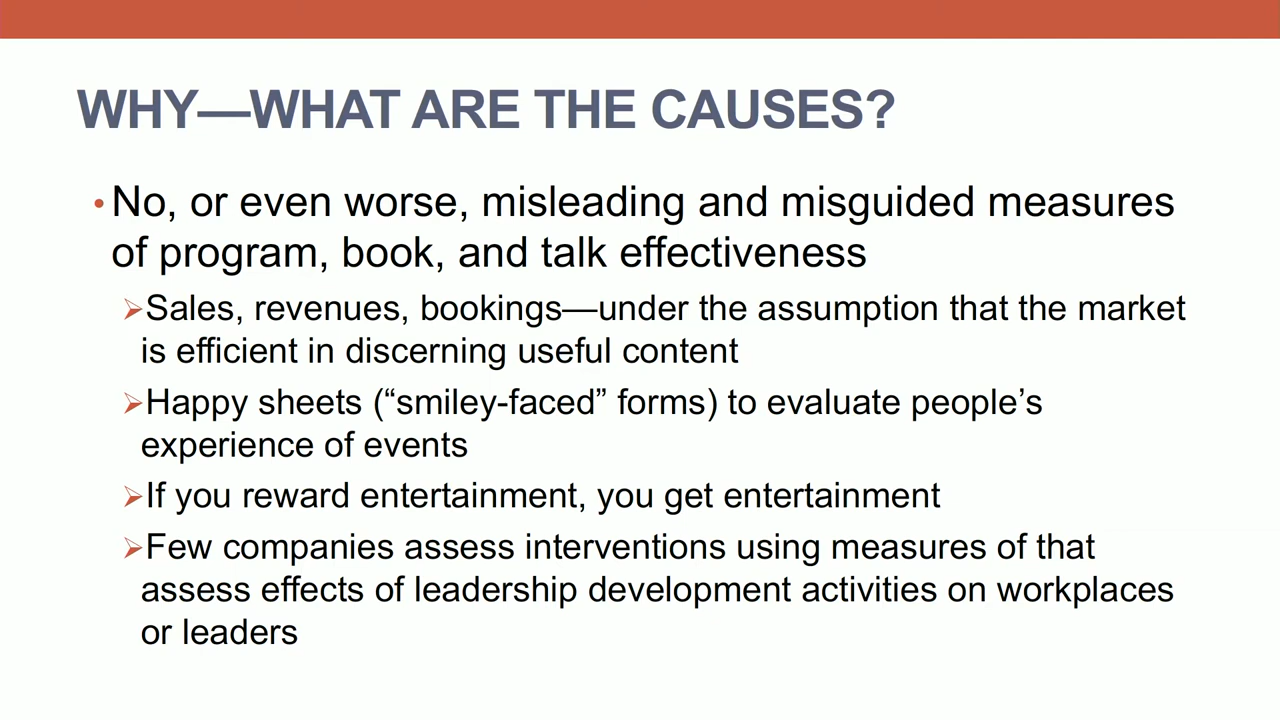 WHY—WHAT ARE THE CAUSES?
• No, or even worse, misleading and misguided measures
of program, book, and talk effectiveness
➢Sales, revenues, bookings—under the assumption that the market
is efficient in discerning useful content
➢Happy sheets (“smiley-faced” forms) to evaluate people’s
experience of events
➢If you reward entertainment, you get entertainment
➢Few companies assess interventions using measures of that
assess effects of leadership development activities on workplaces
or leaders